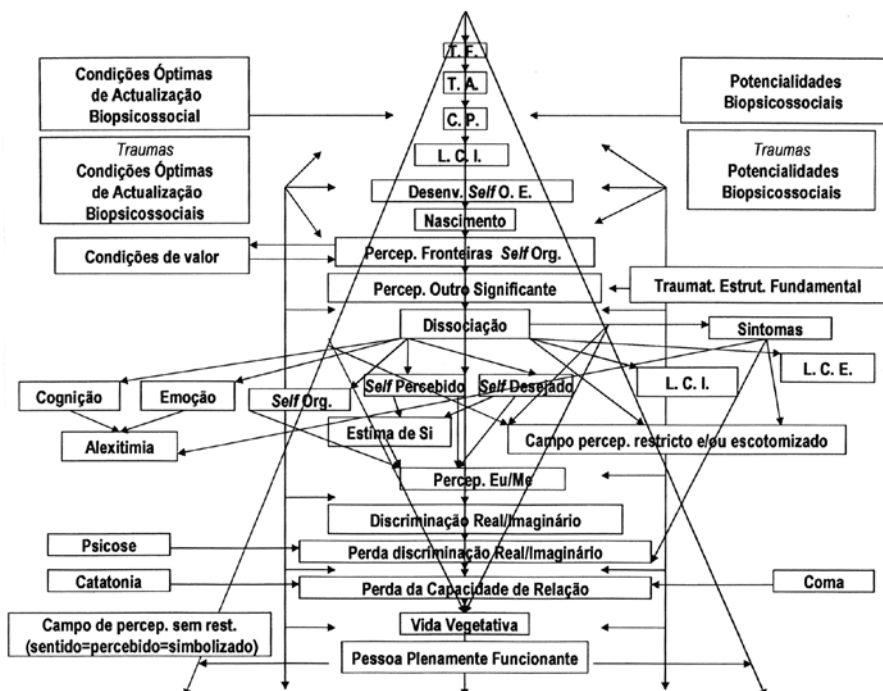 T. F.
Condições Óptimas
de Actualização
Biopsicossocial
T. A.
Potencialidades
Biopsicossociais
C. P.
Traumas
Condições Óptimas
de Actualização
Biopsicossociais
L. C. I.
Traumas
Potencialidades
Biopsicossociais
Desenv. Self O. E.
Nascimento
Condições de valor
Percep. Fronteiras Self Org.
Percep. Outro Significante
Traumat. Estrut. Fundamental
Dissociação
Sintomas
L. C. E.
Cognição
Emoção
Self Org.
Self Percebido
Self Desejado
L. C. I.
Alexitimia
Estima de Si
Campo percep. restricto e/ou escotomizado
Percep. Eu/Me
Discriminação Real/Imaginário
Psicose
Perda discriminação Real/Imaginário
Catatonia
Perda da Capacidade de Relação
Coma
Campo de percep. sem rest.
(sentido=percebido=simbolizado)
Vida Vegetativa
Pessoa Plenamente Funcionante